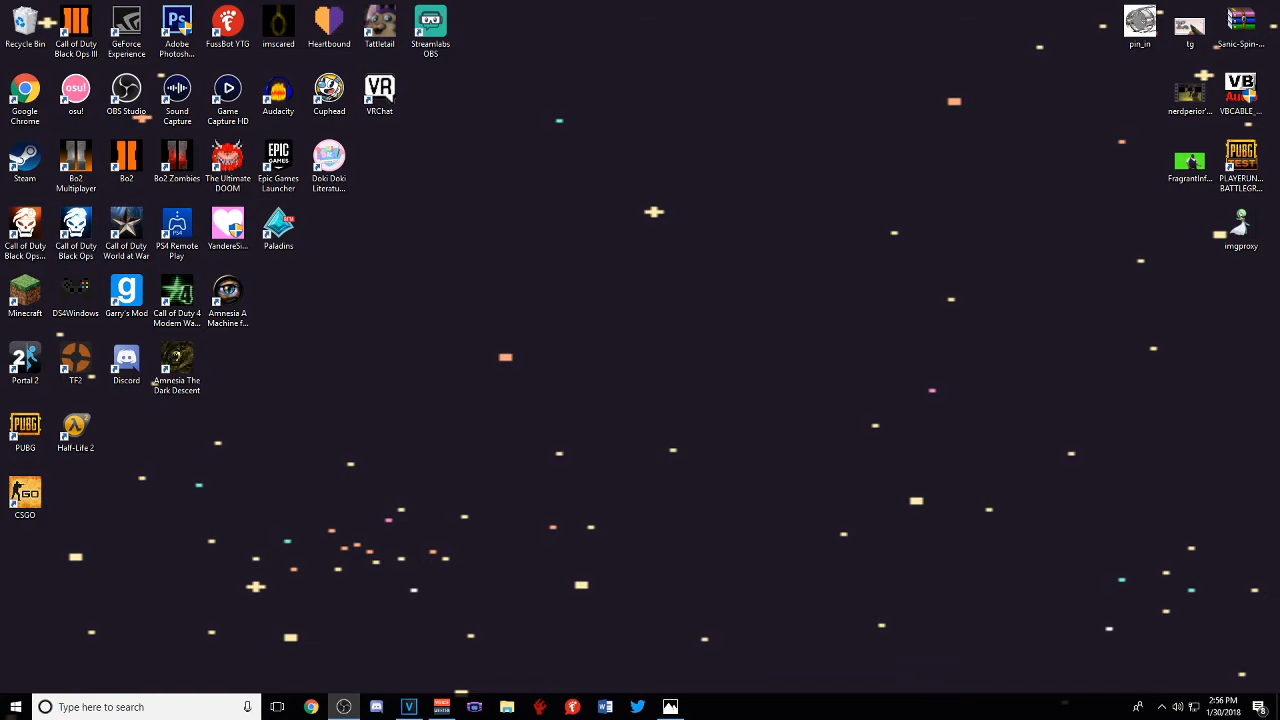 Recycle Bin
Call of Duty Black Ops III
GeForce Experience
Adobe Photosh...
FussBot YTG
imscared
Heartbound
Tattletail
Streamlabs OBS
pin_in
tg
Sanic-Spin-...
Google Chrome
osu!
OBS Studio
Sound Capture
Game Capture HD
Audacity
Cuphead
VRChat
nerdperior...
VBCABLE_...
Steam
Bo2 Multiplayer
Bo2
Bo2 Zombies
The Ultimate DOOM
Epic Games Launcher
Doki Doki Literatu...
FragrantInf...
PLAYERUN... BATTLEGR...
Call of Duty Black Ops...
Call of Duty Black Ops
Call of Duty World at War
PS4 Remote Play
YandereSi...
Paladins
imgproxy
Minecraft
DS4Windows
Garry's Mod
Call of Duty 4 Modern Wa...
Amnesia A Machine f...
Portal 2
TF2
Discord
Amnesia The Dark Descent
PUBG
Half-Life 2
CSGO
Type here to search
2:56 PM
1/30/2018